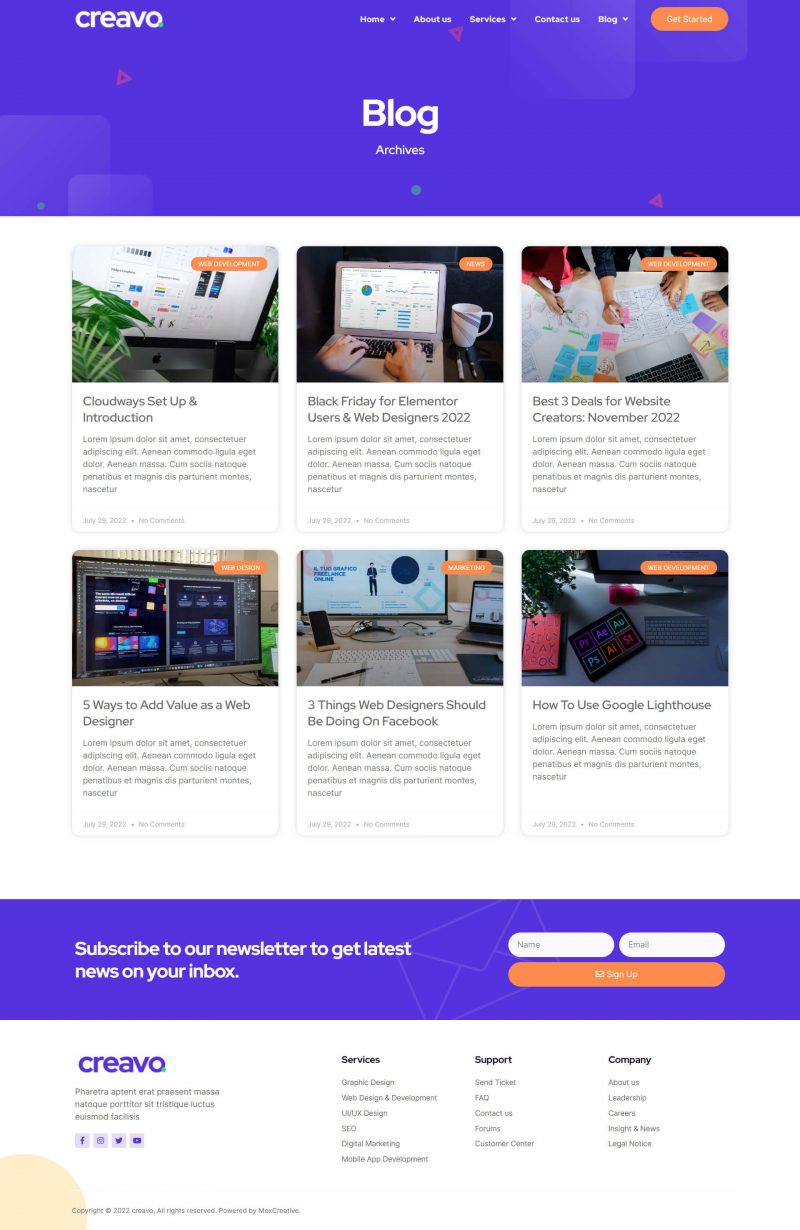 creavo
Home
About us
Services
Contact us
Blog
Get Started
Blog
Archives
WEB DEVELOPMENT
NEWS
WEB DEVELOPMENT
Cloudways Set Up &
Introduction
Lorem ipsum dolor sit amet, consectetuer
adipiscing elit. Aenean commodo ligula eget
dolor. Aenean massa. Cum sociis natoque
penatibus et magnis dis parturient montes,
nascetur
July 29, 2022 • No Comments
Black Friday for Elementor
Users & Web Designers 2022
Lorem ipsum dolor sit amet, consectetuer
adipiscing elit. Aenean commodo ligula eget
dolor. Aenean massa. Cum sociis natoque
penatibus et magnis dis parturient montes,
nascetur
July 29, 2022 • No Comments
Best 3 Deals for Website
Creators: November 2022
Lorem ipsum dolor sit amet, consectetuer
adipiscing elit. Aenean commodo ligula eget
dolor. Aenean massa. Cum sociis natoque
penatibus et magnis dis parturient montes,
nascetur
July 29, 2022 • No Comments
WEB DESIGN
IL TUO GRAFICO
FREELANCE
ONLINE
MARKETING
WEB DEVELOPMENT
Pr Ae Au
Ps Ai St
5 Ways to Add Value as a Web
Designer
Lorem ipsum dolor sit amet, consectetuer
adipiscing elit. Aenean commodo ligula eget
dolor. Aenean massa. Cum sociis natoque
penatibus et magnis dis parturient montes,
nascetur
July 29, 2022 • No Comments
3 Things Web Designers Should
Be Doing On Facebook
Lorem ipsum dolor sit amet, consectetuer
adipiscing elit. Aenean commodo ligula eget
dolor. Aenean massa. Cum sociis natoque
penatibus et magnis dis parturient montes,
nascetur
July 29, 2022 • No Comments
How To Use Google Lighthouse
Lorem ipsum dolor sit amet, consectetuer
adipiscing elit. Aenean commodo ligula eget
dolor. Aenean massa. Cum sociis natoque
penatibus et magnis dis parturient montes,
nascetur
July 29, 2022 • No Comments
Subscribe to our newsletter to get latest
news on your inbox.
Name
Email
Sign Up
creavo
Pharetra aptent erat praesent massa
natoque porttitor sit tristique luctus
euismod facilisis
Services
Graphic Design
Web Design & Development
UI/UX Design
SEO
Digital Marketing
Mobile App Development
Support
Send Ticket
FAQ
Contact us
Forums
Customer Center
Company
About us
Leadership
Careers
Insight & News
Legal Notice
Copyright © 2022 creavo, All rights reserved. Powered by MoxCreative.